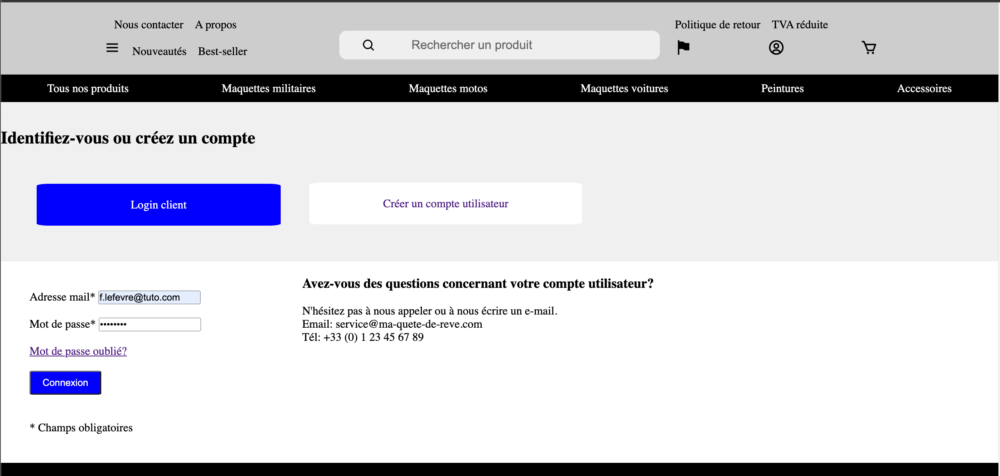 Nous contacter A propos
Politique de retour TVA réduite
Nouveautés Best-seller
Rechercher un produit
Tous nos produits Maquettes militaires Maquettes motos Maquettes voitures Peintures Accessoires
Identifiez-vous ou créez un compte
Login client
Créer un compte utilisateur
Adresse mail* f.lefevre@tuto.com
Mot de passe* ••••••••
Mot de passe oublié?
Connexion
* Champs obligatoires
Avez-vous des questions concernant votre compte utilisateur?
N'hésitez pas à nous appeler ou à nous écrire un e-mail.
Email: service@ma-quete-de-reve.com
Tél: +33 (0) 1 23 45 67 89